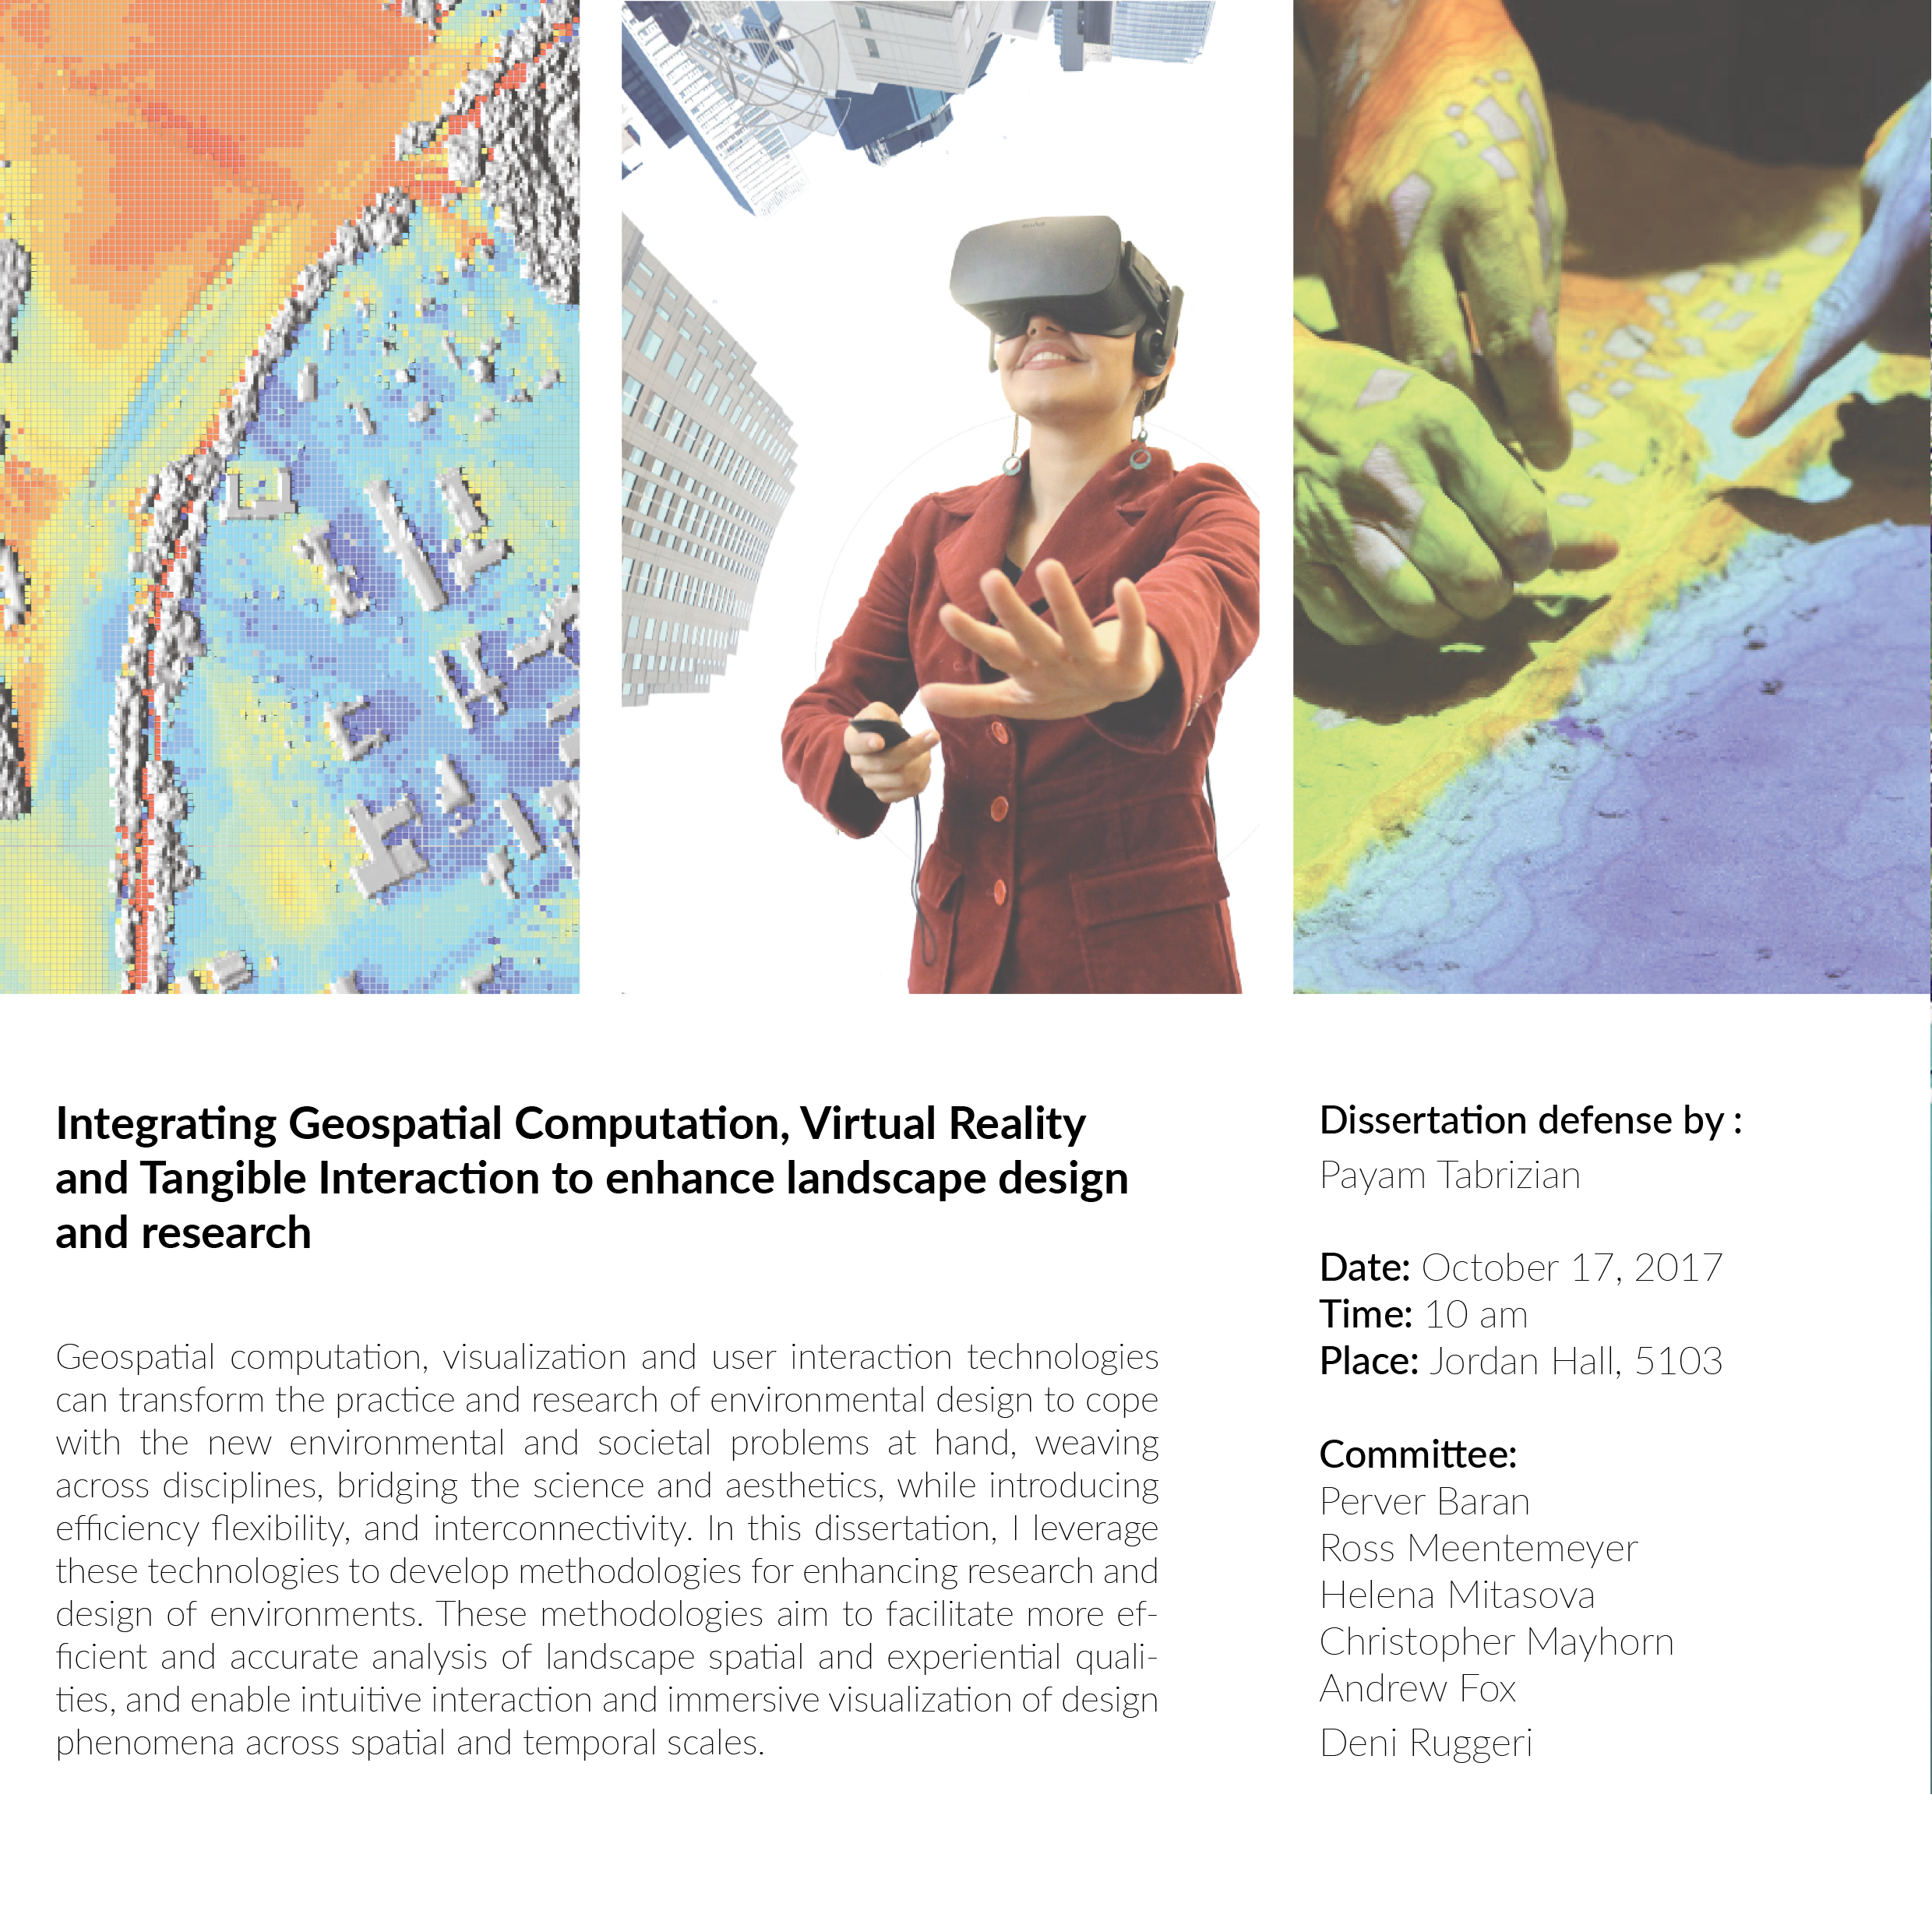 Integrating Geospatial Computation, Virtual Reality
and Tangible Interaction to enhance landscape design
and research
Geospatial computation, visualization and user interaction technologies
can transform the practice and research of environmental design to cope
with the new environmental and societal problems at hand, weaving
across disciplines, bridging the science and aesthetics, while introducing
efficiency flexibility, and interconnectivity. In this dissertation, I leverage
these technologies to develop methodologies for enhancing research and
design of environments. These methodologies aim to facilitate more ef-
ficient and accurate analysis of landscape spatial and experiential quali-
ties, and enable intuitive interaction and immersive visualization of design
phenomena across spatial and temporal scales.
Dissertation defense by :
Payam Tabrizian
Date: October 17, 2017
Time: 10 am
Place: Jordan Hall, 5103
Committee:
Perver Baran
Ross Meentemeyer
Helena Mitasova
Christopher Mayhorn
Andrew Fox
Deni Ruggeri